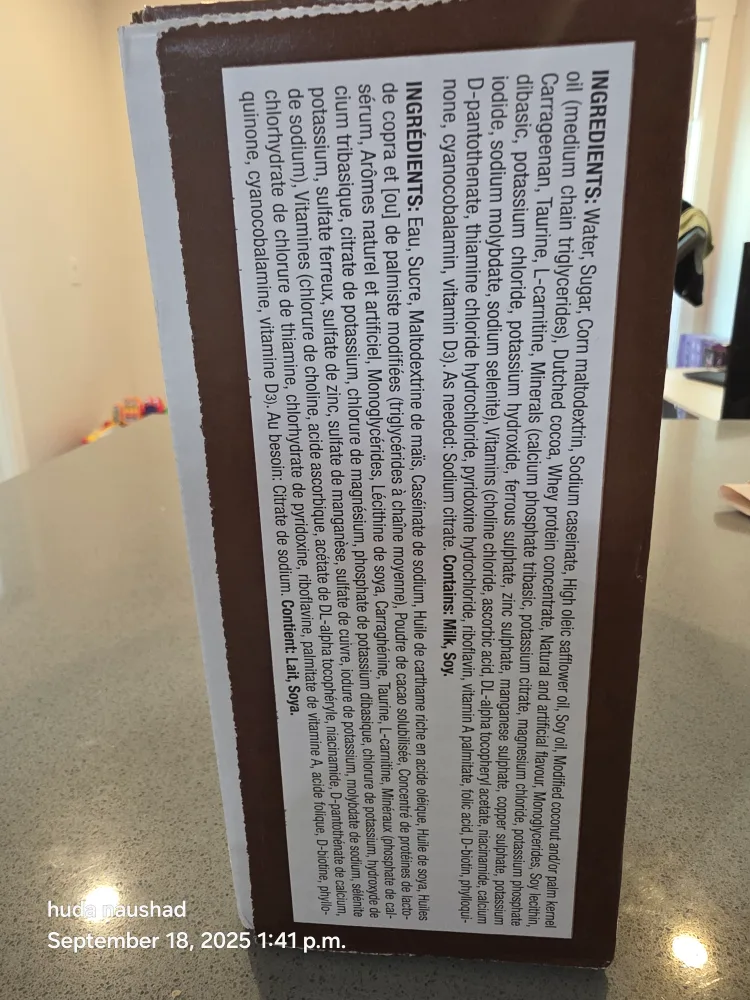 INGREDIENTS: Water, Sugar, Corn maltodextrin, Sodium caseinate, High oleic safflower oil, Soy oil, Modified coconut and/or palm kernel
oil (medium chain triglycerides), Dutched cocoa, Whey protein concentrate, Natural and artificial flavour, Monoglycerides, Soy lecithin,
Carrageenan, Taurine, L-carnitine, Minerals (calcium phosphate tribasic, potassium citrate, magnesium chloride, potassium phosphate
dibasic, potassium chloride, potassium hydroxide, ferrous sulphate, zinc sulphate, manganese sulphate, copper sulphate, potassium
iodide, sodium molybdate, sodium selenite), Vitamins (choline chloride, ascorbic acid, DL-alpha tocopheryl acetate, niacinamide, calcium
D-pantothenate, thiamine chloride hydrochloride, pyridoxine hydrochloride, riboflavin, vitamin A palmitate, folic acid, D-biotin, phylloqui-
none, cyanocobalamin, vitamin D3). As needed: Sodium citrate. Contains: Milk, Soy.
INGRÉDIENTS: Eau, Sucre, Maltodextrine de maïs, Caséinate de sodium, Huile de carthame riche en acide oléique, Huile de soya, Huiles
de copra et [ou] de palmiste modifiées (triglycérides à chaîne moyenne), Poudre de cacao solubilisée, Concentré de protéines de lacto-
sérum, Arômes naturel et artificiel, Monoglycérides, Lécithine de soya, Carraghénine, Taurine, L-carnitine, Minéraux (phosphate de cal-
cium tribasique, citrate de potassium, chlorure de magnésium, phosphate de potassium dibasique, chlorure de potassium, hydroxyde de
potassium, sulfate ferreux, sulfate de zinc, sulfate de manganèse, sulfate de cuivre, iodure de potassium, molybdate de sodium, sélénite
de sodium), Vitamines (chlorure de choline, acide ascorbique, acétate de DL-alpha tocophéryle, niacinamide, D-pantothénate de calcium,
chlorhydrate de chlorure de thiamine, chlorhydrate de pyridoxine, riboflavine, palmitate de vitamine A, acide folique, D-biotine, phyllo-
quinone, cyanocobalamine, vitamine D3). Au besoin: Citrate de sodium. Contient: Lait, Soya.
huda naushad
September 18, 2025 1:41 p.m.